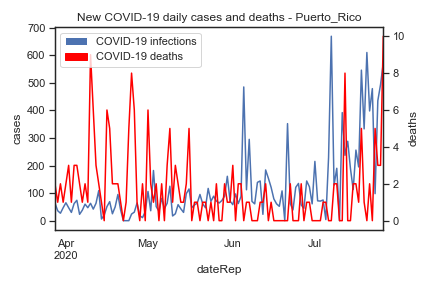 New COVID-19 daily cases and deaths - Puerto_Rico
COVID-19 infections
COVID-19 deaths
700
600
500
400
300
200
100
0
cases
10
8
6
4
2
0
deaths
Apr
2020
May
Jun
Jul
dateRep